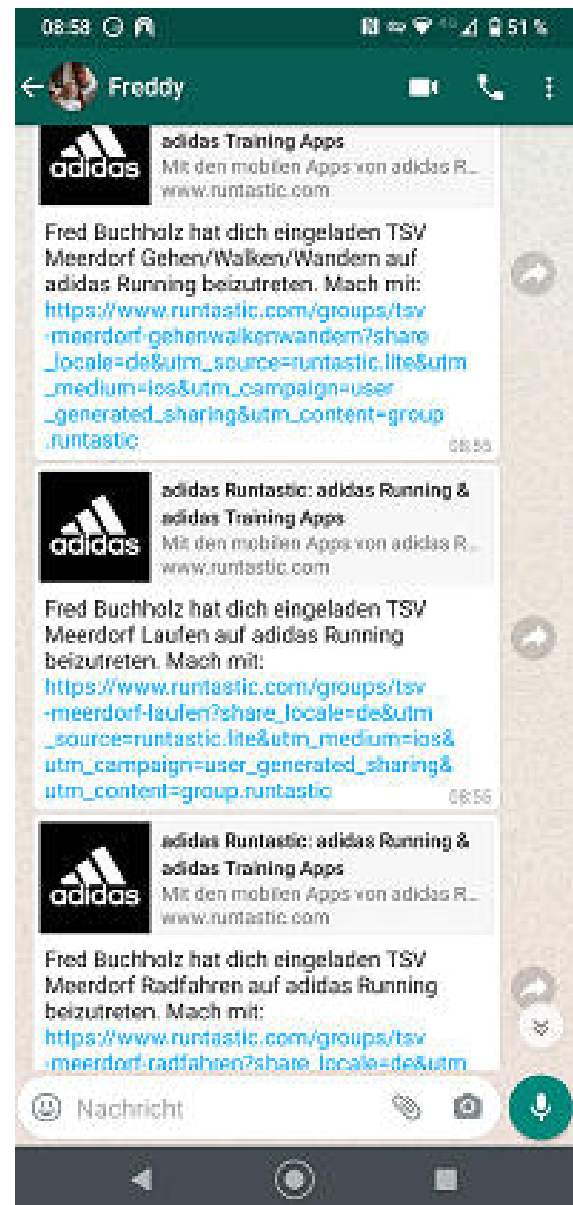 08:58
4G
51 %
Freddy
adidas
adidas Training Apps
Mit den mobilen Apps von adidas R...
www.runtastic.com
Fred Buchholz hat dich eingeladen TSV
Meerdorf Gehen/Walken/Wandern auf
adidas Running beizutreten. Mach mit:
https://www.runtastic.com/groups/tsv
-meerdorf-gehenwalkenwandern?share
_locale=de&utm_source=runtastic.lite&utm
_medium=ios&utm_campaign=user
_generated_sharing&utm_content=group
.runtastic
adidas
adidas Runtastic: adidas Running &
adidas Training Apps
Mit den mobilen Apps von adidas R...
www.runtastic.com
Fred Buchholz hat dich eingeladen TSV
Meerdorf Laufen auf adidas Running
beizutreten. Mach mit:
https://www.runtastic.com/groups/tsv
-meerdorf-laufen?share_locale=de&utm
_source=runtastic.lite&utm_medium=ios&
utm_campaign=user_generated_sharing&
utm_content=group.runtastic
adidas
adidas Runtastic: adidas Running &
adidas Training Apps
Mit den mobilen Apps von adidas R...
www.runtastic.com
Fred Buchholz hat dich eingeladen TSV
Meerdorf Radfahren auf adidas Running
beizutreten. Mach mit:
https://www.runtastic.com/groups/tsv
-meerdorf-radfahren?share_locale=de&utm
Nachricht